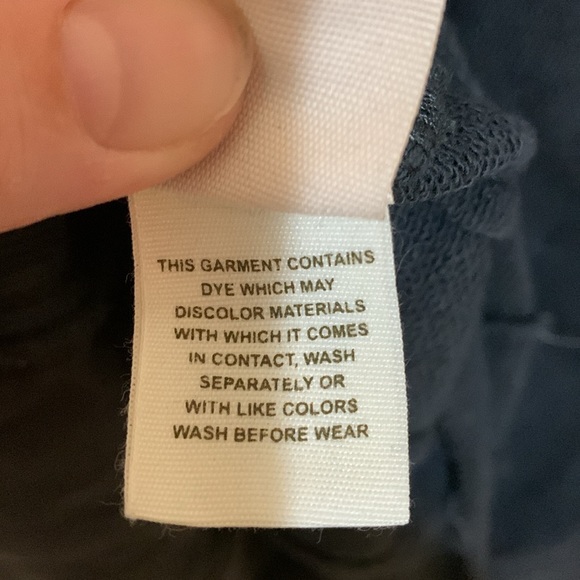 THIS GARMENT CONTAINS
DYE WHICH MAY
DISCOLOR MATERIALS
WITH WHICH IT COMES
IN CONTACT, WASH
SEPARATELY OR
WITH LIKE COLORS
WASH BEFORE WEAR